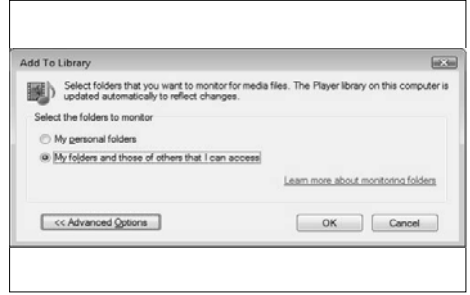 Add To Library
Select folders that you want to monitor for media files. The Player library on this computer is
updated automatically to reflect changes.
Select the folders to monitor
My personal folders
My folders and those of others that I can access
Learn more about monitoring folders
<< Advanced Options
OK
Cancel